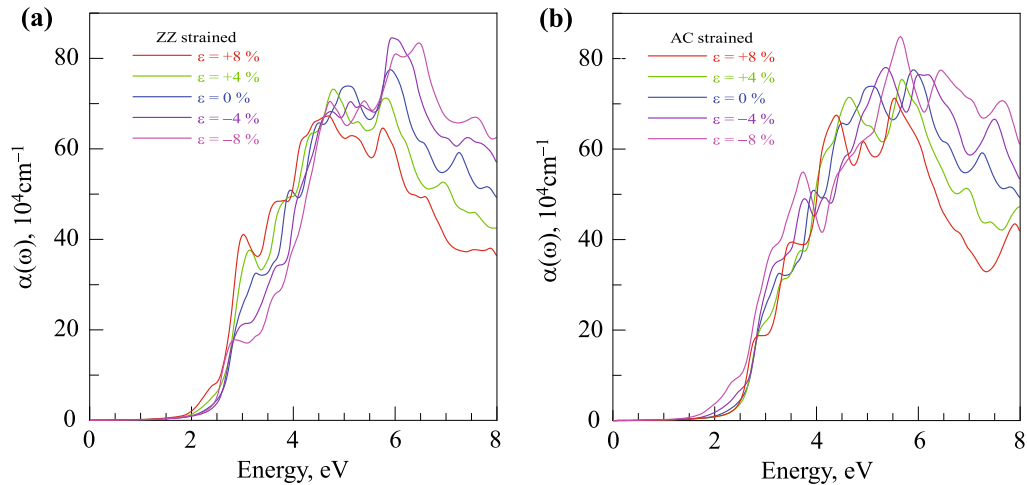 (a)
ZZ strained
ε = +8 %
ε = +4 %
ε = 0 %
ε = −4 %
ε = −8 %
α(ω), 10⁴cm⁻¹
80
60
40
20
0
0 2 4 6 8
Energy, eV
(b)
AC strained
ε = +8 %
ε = +4 %
ε = 0 %
ε = −4 %
ε = −8 %
α(ω), 10⁴cm⁻¹
80
60
40
20
0
0 2 4 6 8
Energy, eV